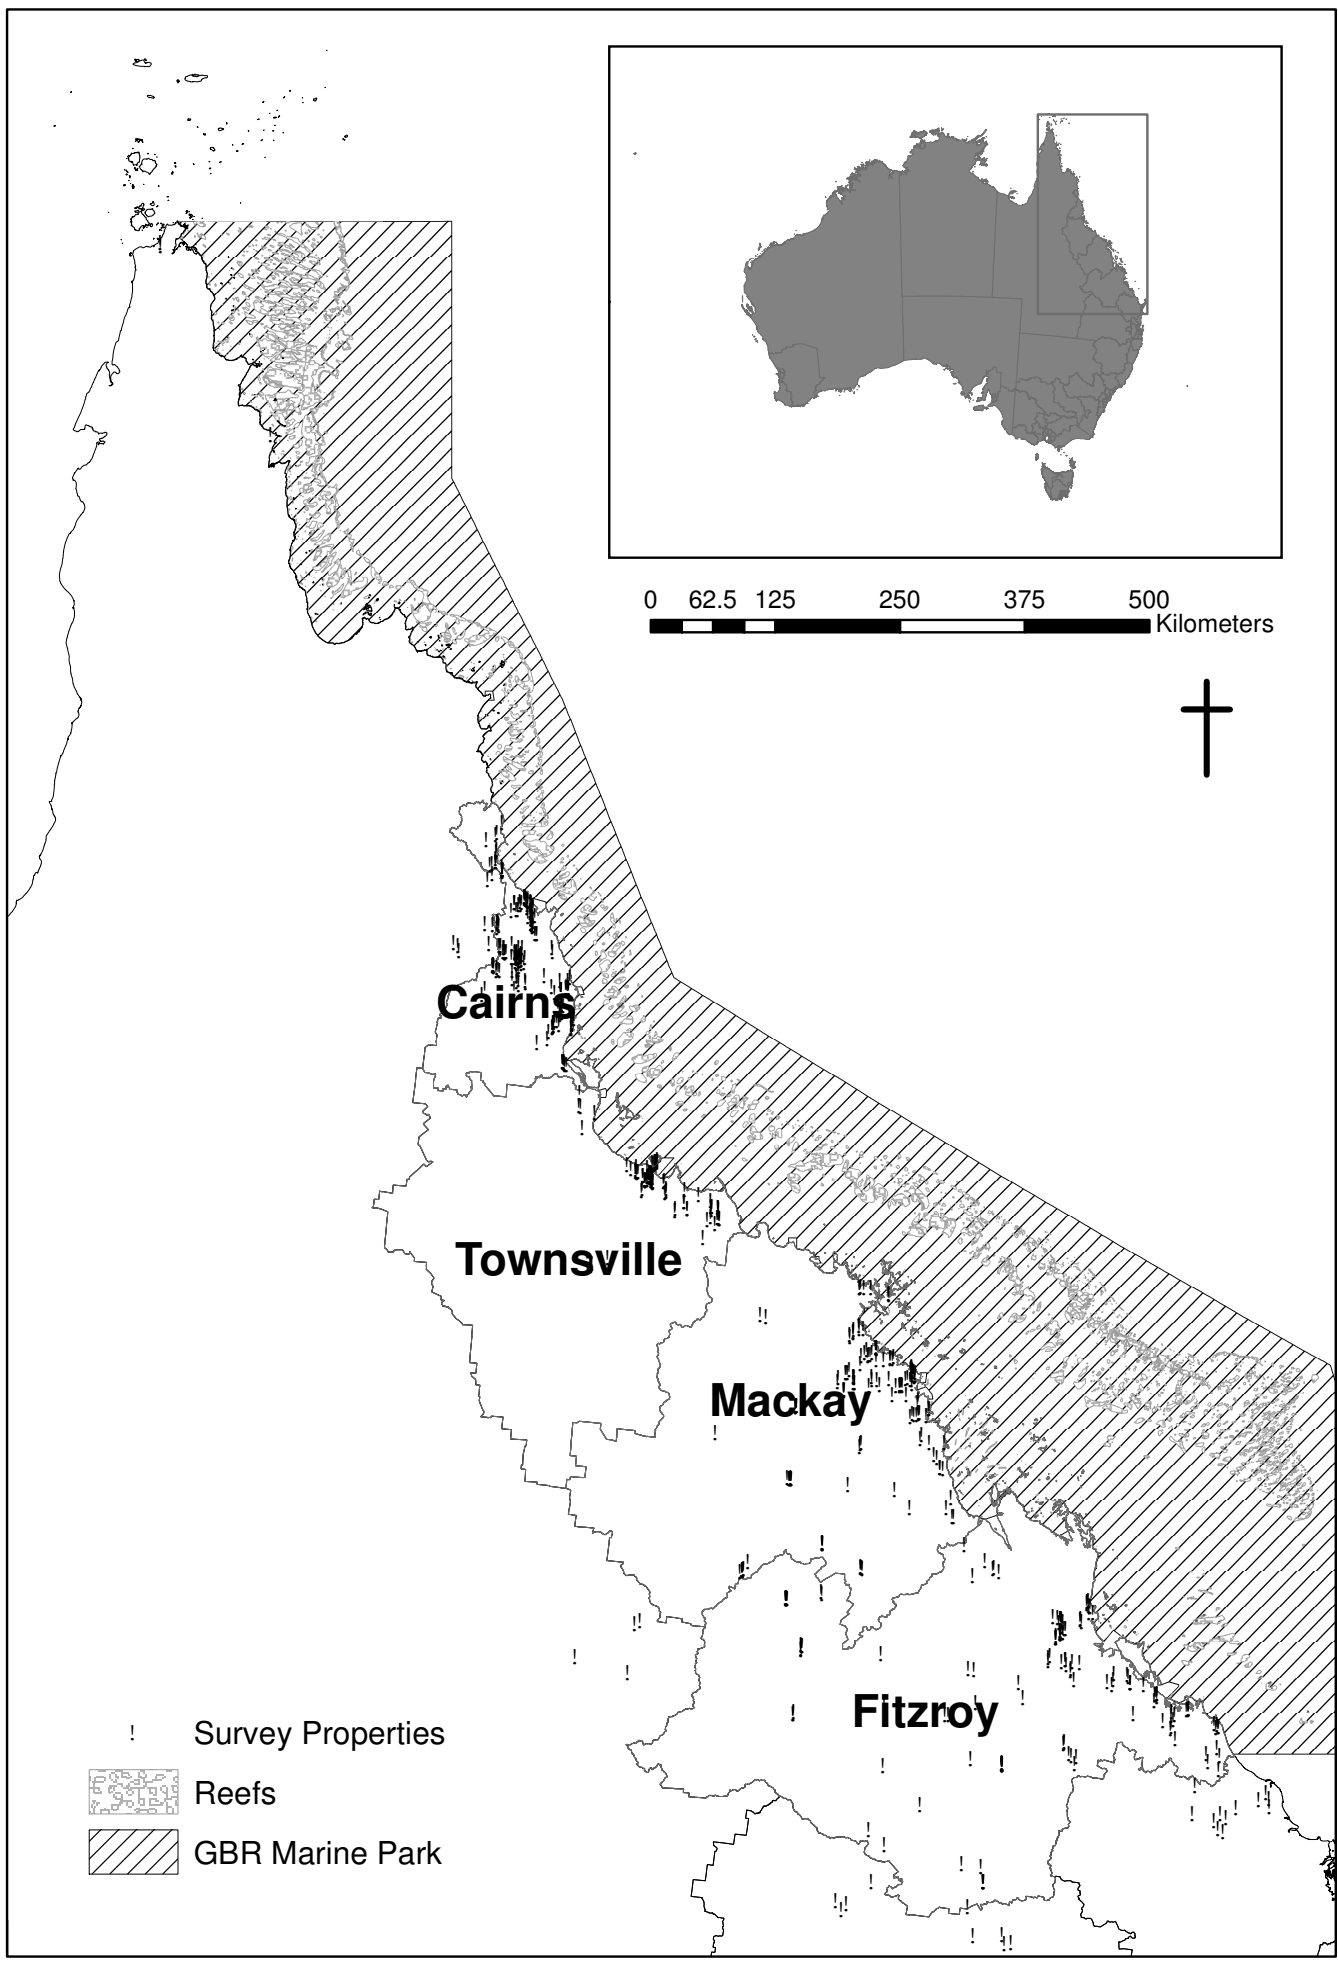 0 62.5 125 250 375 500
Kilometers
Cairns
Townsville
Mackay
Fitzroy
! Survey Properties
Reefs
GBR Marine Park